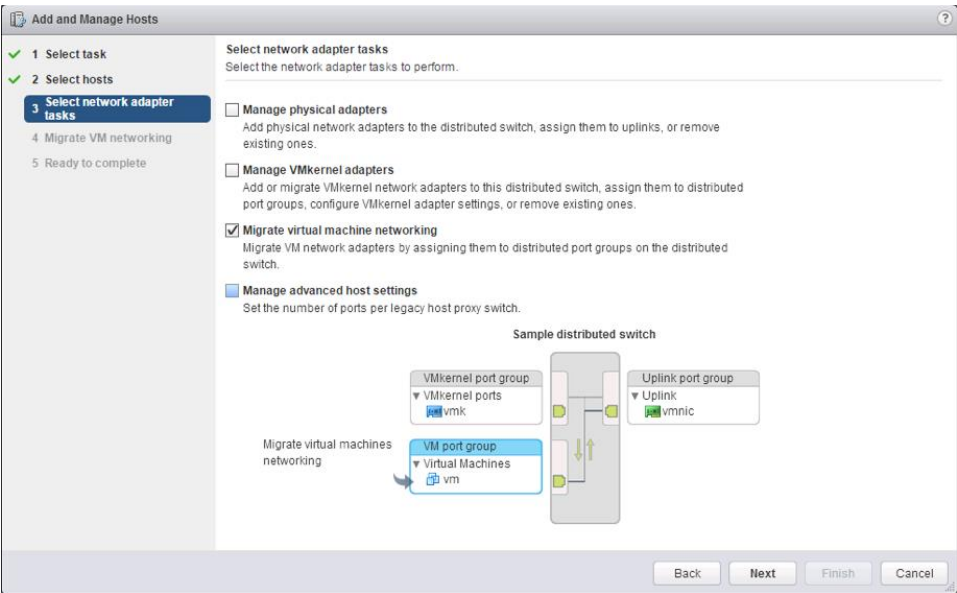 Add and Manage Hosts
?
1 Select task
2 Select hosts
3 Select network adapter
tasks
4 Migrate VM networking
5 Ready to complete
Select network adapter tasks
Select the network adapter tasks to perform.
Manage physical adapters
Add physical network adapters to the distributed switch, assign them to uplinks, or remove
existing ones.
Manage VMkernel adapters
Add or migrate VMkernel network adapters to this distributed switch, assign them to distributed
port groups, configure VMkernel adapter settings, or remove existing ones.
Migrate virtual machine networking
Migrate VM network adapters by assigning them to distributed port groups on the distributed
switch.
Manage advanced host settings
Set the number of ports per legacy host proxy switch.
Sample distributed switch
VMkernel port group
VMkernel ports
vmk
Uplink port group
Uplink
vmnic
Migrate virtual machines
networking
VM port group
Virtual Machines
vm
Back
Next
Finish
Cancel